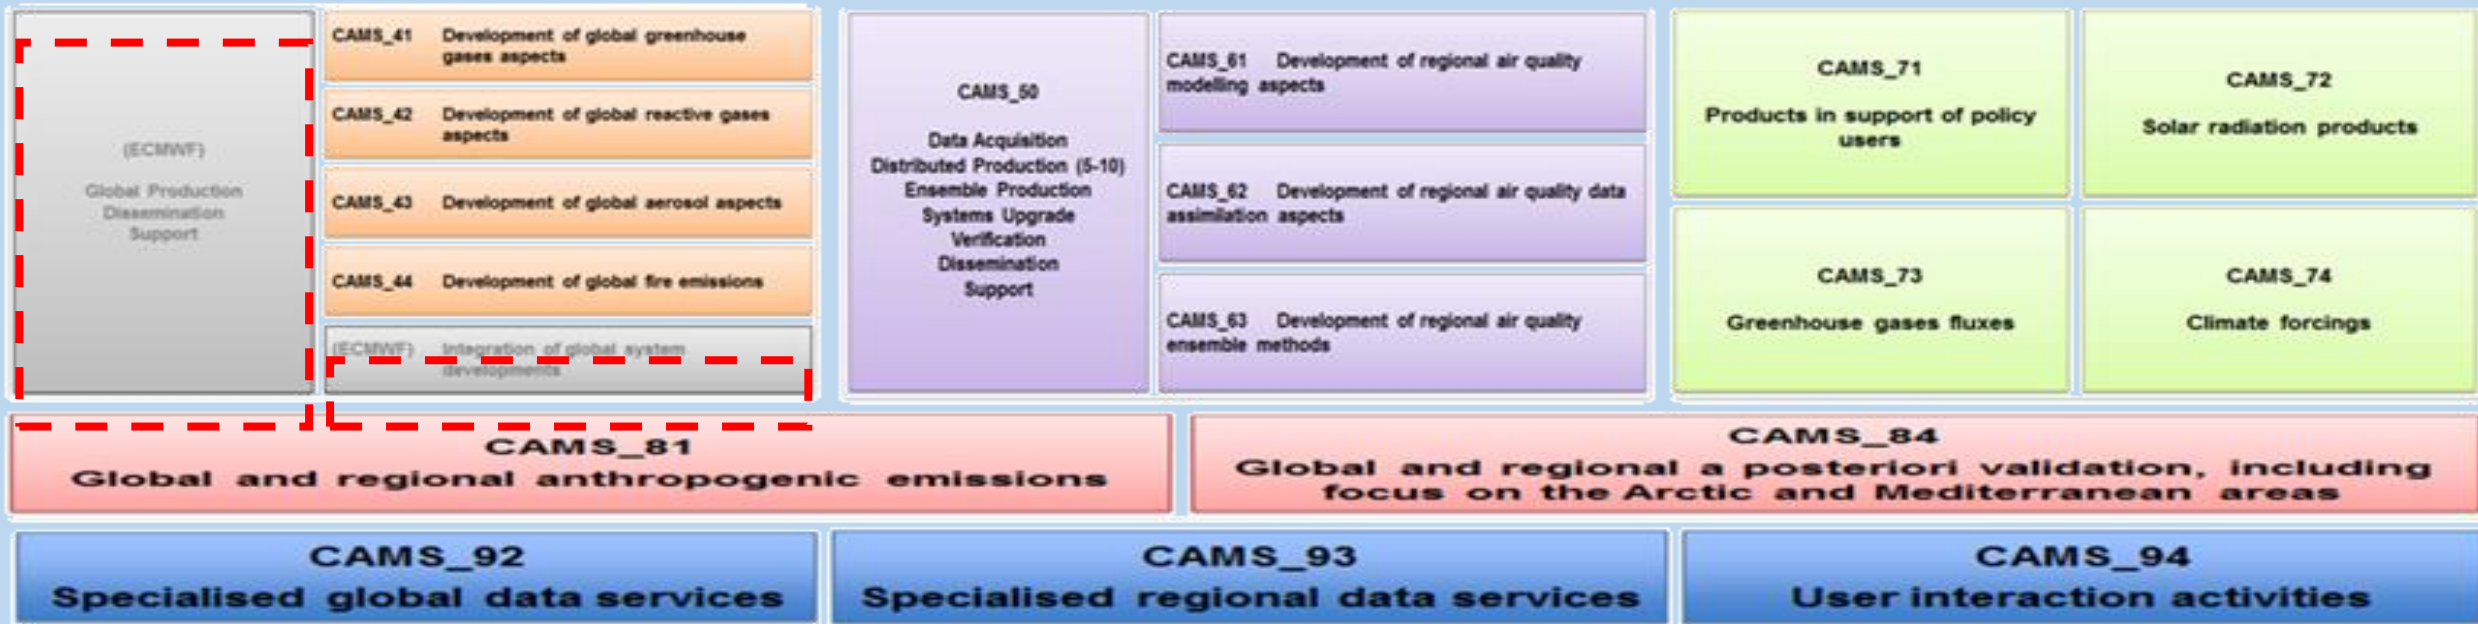 (ECMWF)
Global Production
Dissemination
Support
CAMS_41 Development of global greenhouse
gases aspects
CAMS_42 Development of global reactive gases
aspects
CAMS_43 Development of global aerosol aspects
CAMS_44 Development of global fire emissions
(ECMWF) Integration of global system
developments
CAMS_50
Data Acquisition
Distributed Production (5-10)
Ensemble Production
Systems Upgrade
Verification
Dissemination
Support
CAMS_61 Development of regional air quality
modelling aspects
CAMS_62 Development of regional air quality data
assimilation aspects
CAMS_63 Development of regional air quality
ensemble methods
CAMS_71
Products in support of policy
users
CAMS_72
Solar radiation products
CAMS_73
Greenhouse gases fluxes
CAMS_74
Climate forcings
CAMS_81
Global and regional anthropogenic emissions
CAMS_84
Global and regional a posteriori validation, including
focus on the Arctic and Mediterranean areas
CAMS_92
Specialised global data services
CAMS_93
Specialised regional data services
CAMS_94
User interaction activities